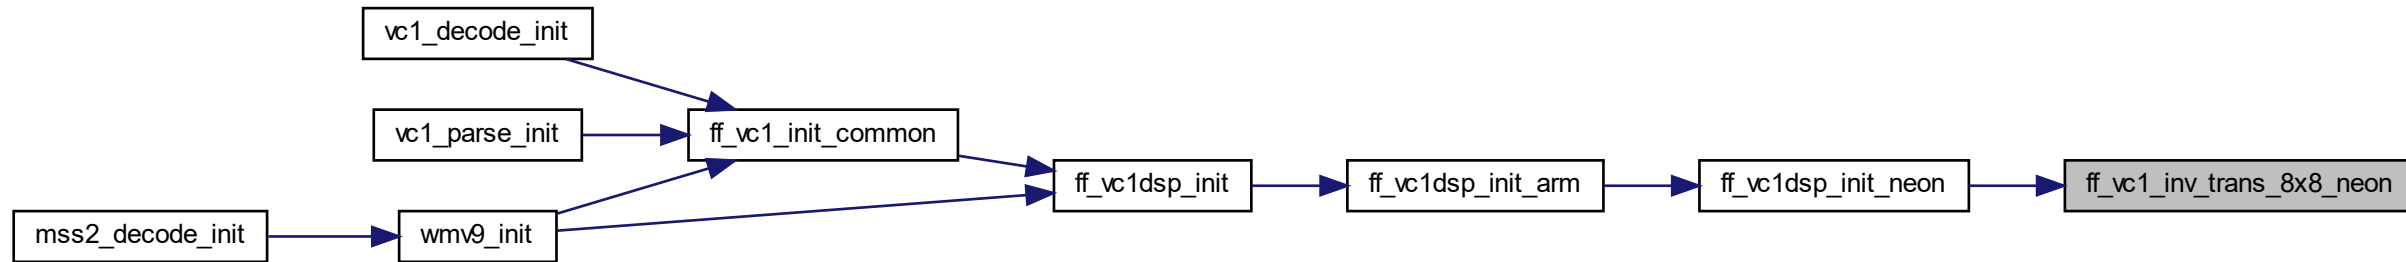 vc1_decode_init
vc1_parse_init
ff_vc1_init_common
mss2_decode_init
wmv9_init
ff_vc1dsp_init
ff_vc1dsp_init_arm
ff_vc1dsp_init_neon
ff_vc1_inv_trans_8x8_neon